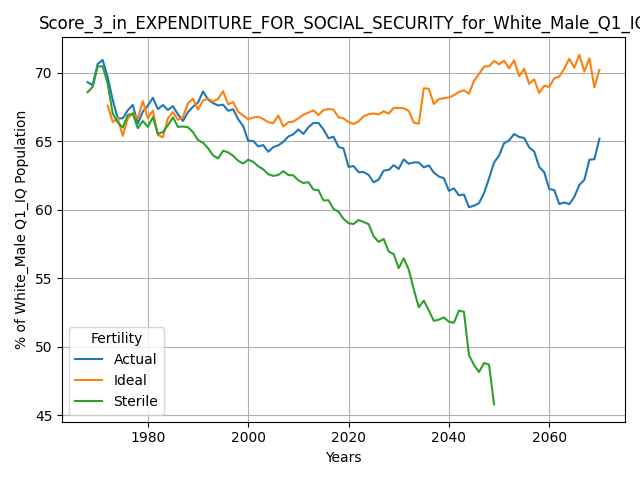 Score_3_in_EXPENDITURE_FOR_SOCIAL_SECURITY_for_White_Male_Q1_IQ
% of White_Male Q1_IQ Population
70
65
60
55
50
45
Fertility
Actual
Ideal
Sterile
1980
2000
2020
2040
2060
Years